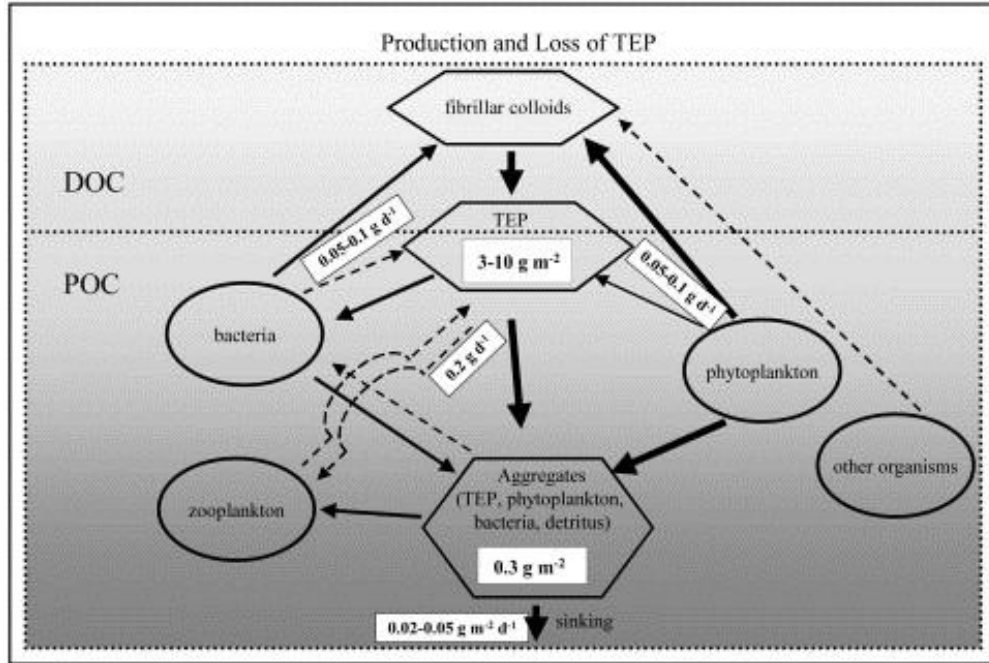 Production and Loss of TEP
fibrillar colloids
DOC
TEP
0.05-0.1 g d⁻¹
3-10 g m⁻²
0.05-0.1 g d⁻¹
POC
bacteria
0.2 g d⁻¹
phytoplankton
other organisms
Aggregates
(TEP, phytoplankton,
bacteria, detritus)
zooplankton
0.3 g m⁻²
0.02-0.05 g m⁻² d⁻¹
sinking